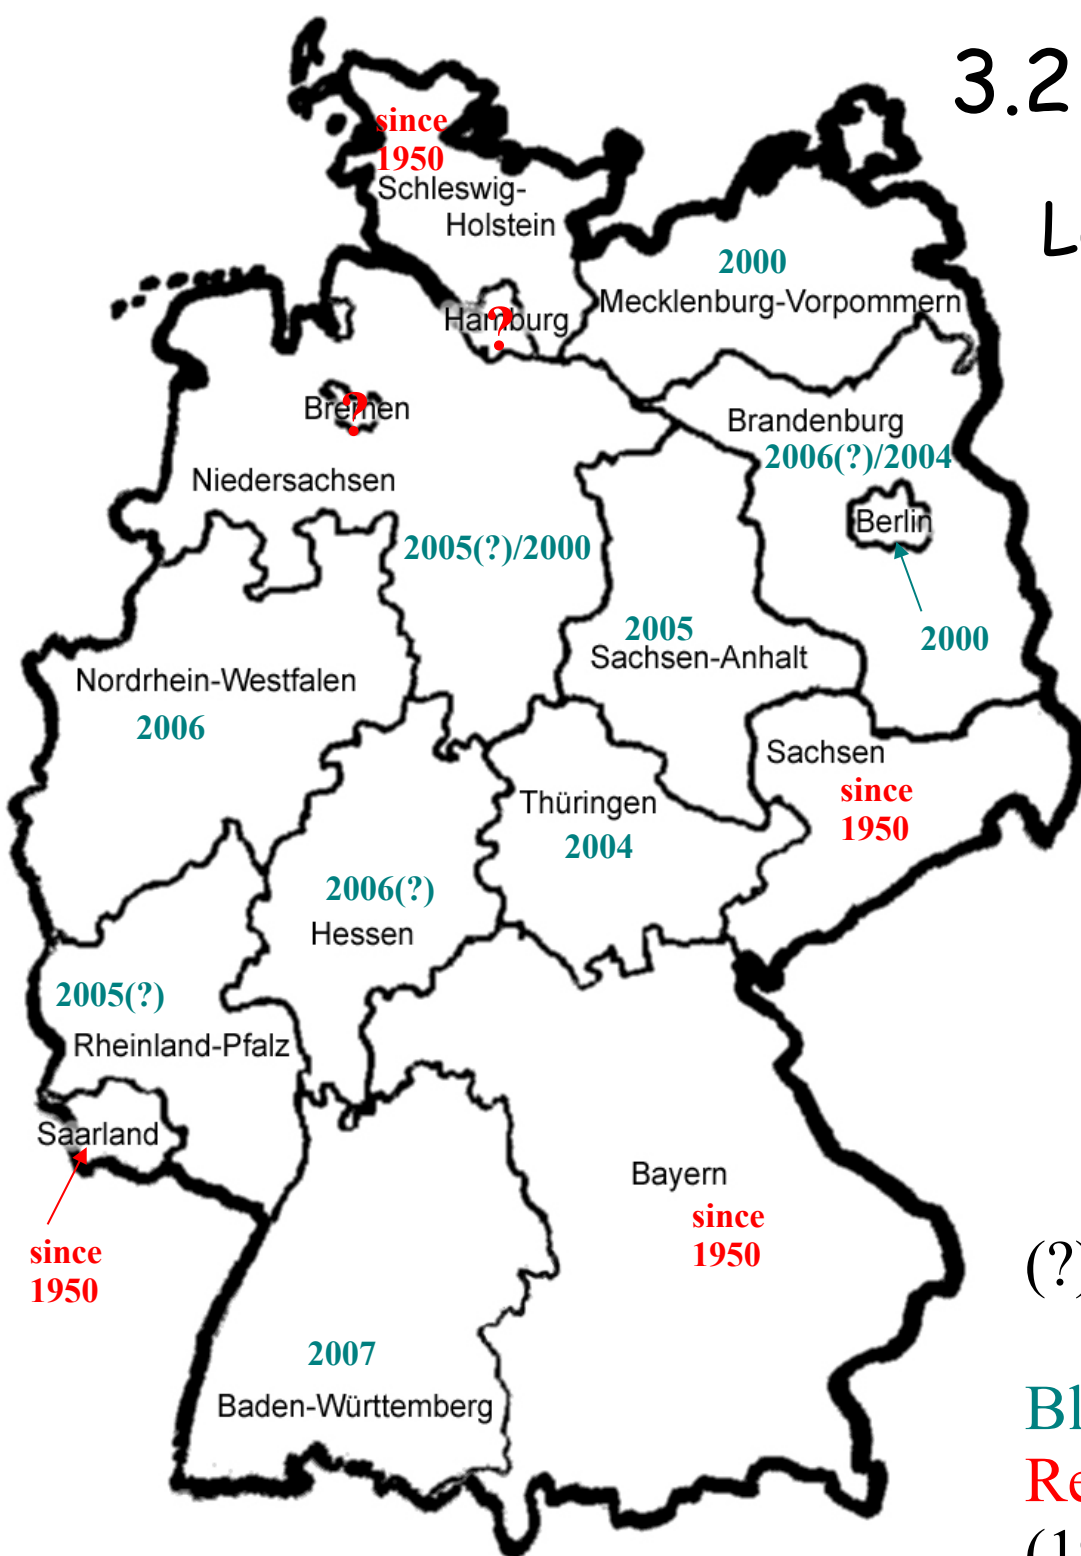 3.2
since
1950
Schleswig-
Holstein
2000
Mecklenburg-Vorpommern
Hamburg
?
Bremen
?
Brandenburg
2006(?)/2004
Niedersachsen
Berlin
2005(?)/2000
2005
Sachsen-Anhalt
2000
Nordrhein-Westfalen
2006
Sachsen
since
1950
Thüringen
2004
2006(?)
Hessen
2005(?)
Rheinland-Pfalz
Saarland
since
1950
Bayern
since
1950
2007
Baden-Württemberg
(?)